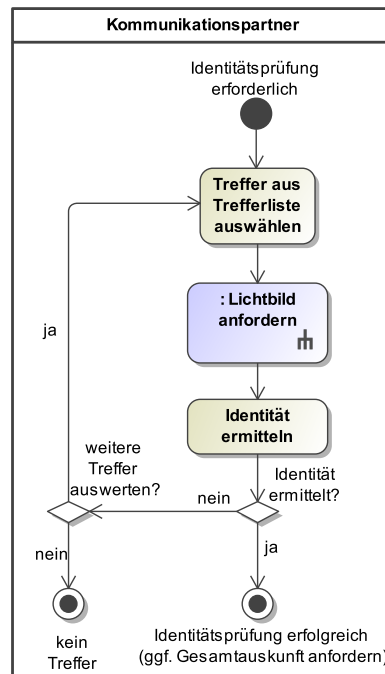 Kommunikationspartner
Identitätsprüfung
erforderlich
Treffer aus
Trefferliste
auswählen
: Lichtbild
anfordern
ja
Identität
ermitteln
weitere
Treffer
auswerten?
nein
Identität
ermittelt?
nein
ja
kein
Treffer
Identitätsprüfung erfolgreich
(ggf. Gesamtauskunft anfordern)